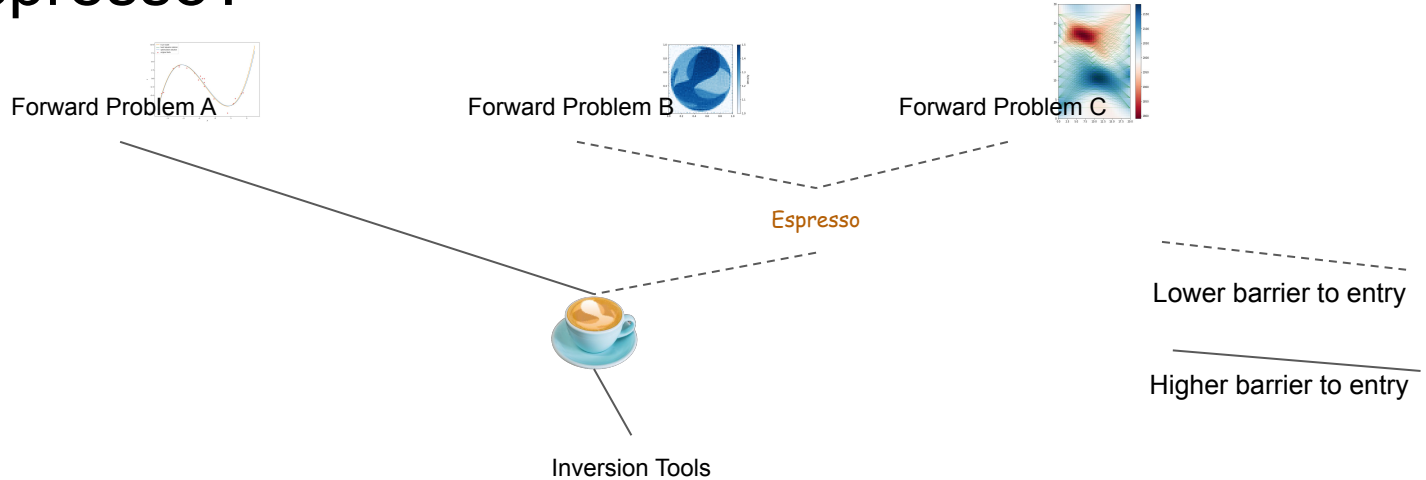 Forward Problem A
Forward Problem B
Forward Problem C
Espresso
Lower barrier to entry
Higher barrier to entry
Inversion Tools